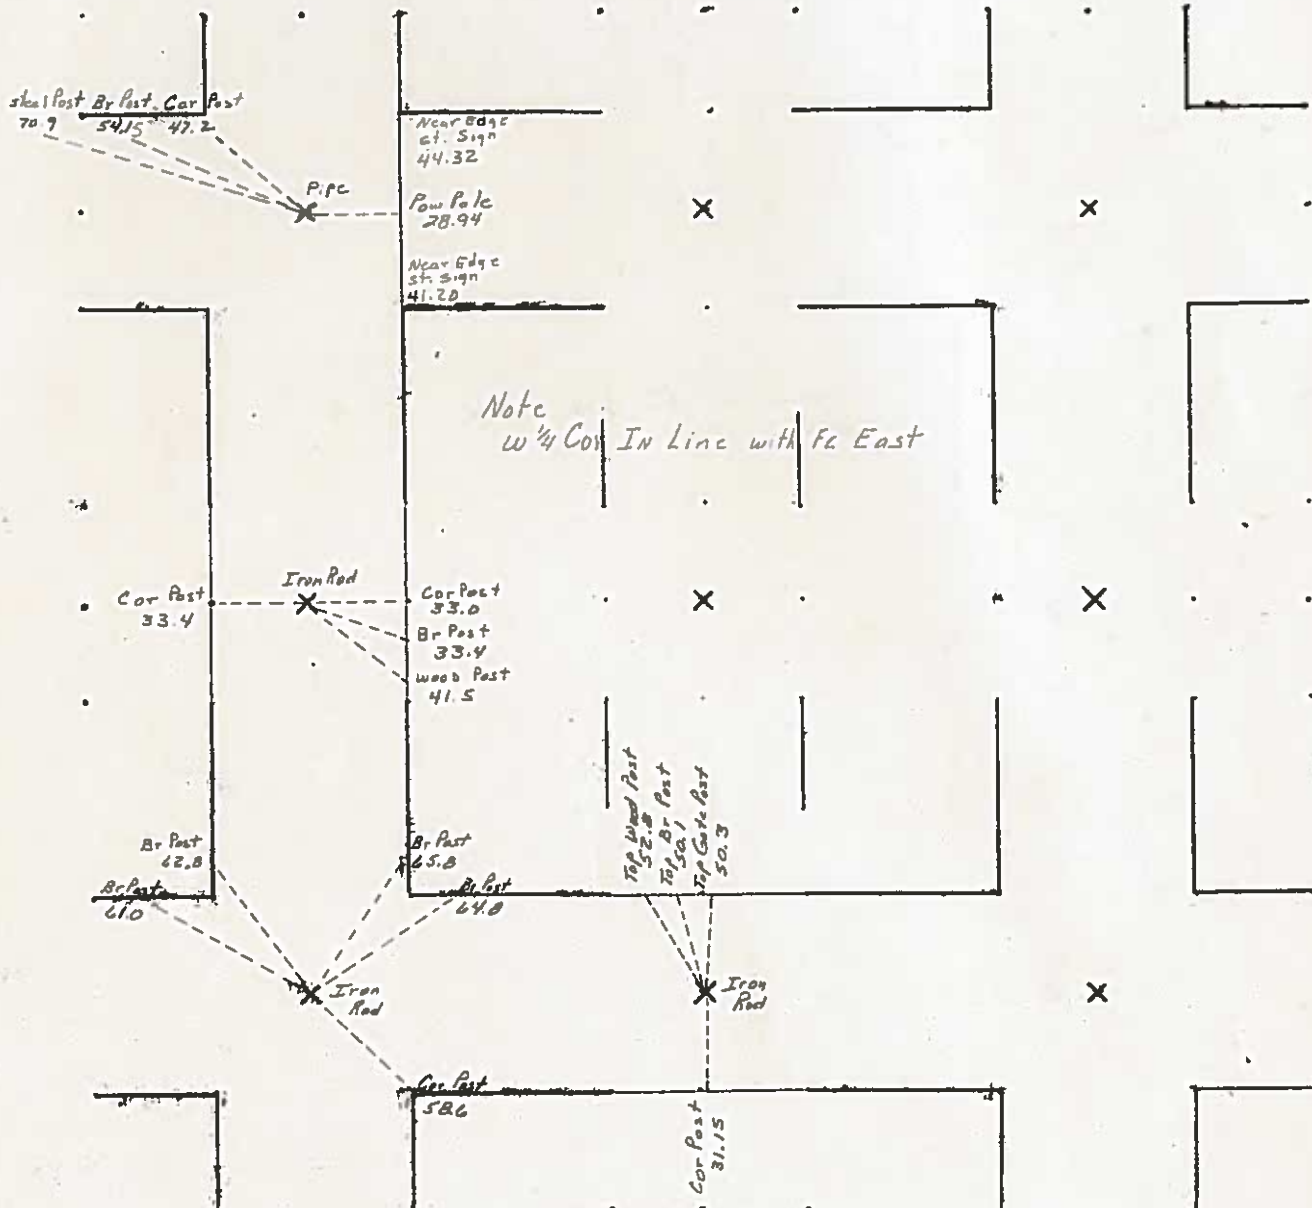 Steel Post Br Post Cor Post
70.9 54.15 47.2
Near Edge
st. Sign
44.32
Pipe
Pow Pole
28.94
Near Edge
st. Sign
41.20
Note
W 1/4 Cor In Line with Fc East
Iron Rod
Cor Post
33.4
Cor Post
33.0
Br Post
33.4
Wood Post
41.5
Top Wood Post
52.8
Top Br Post
50.1
Top Gate Post
50.3
Br Post
62.8
Br Post
65.8
Br Post
61.0
Br Post
64.8
Iron
Rod
Iron
Rod
Cor Post
58.6
Cor Post
31.15